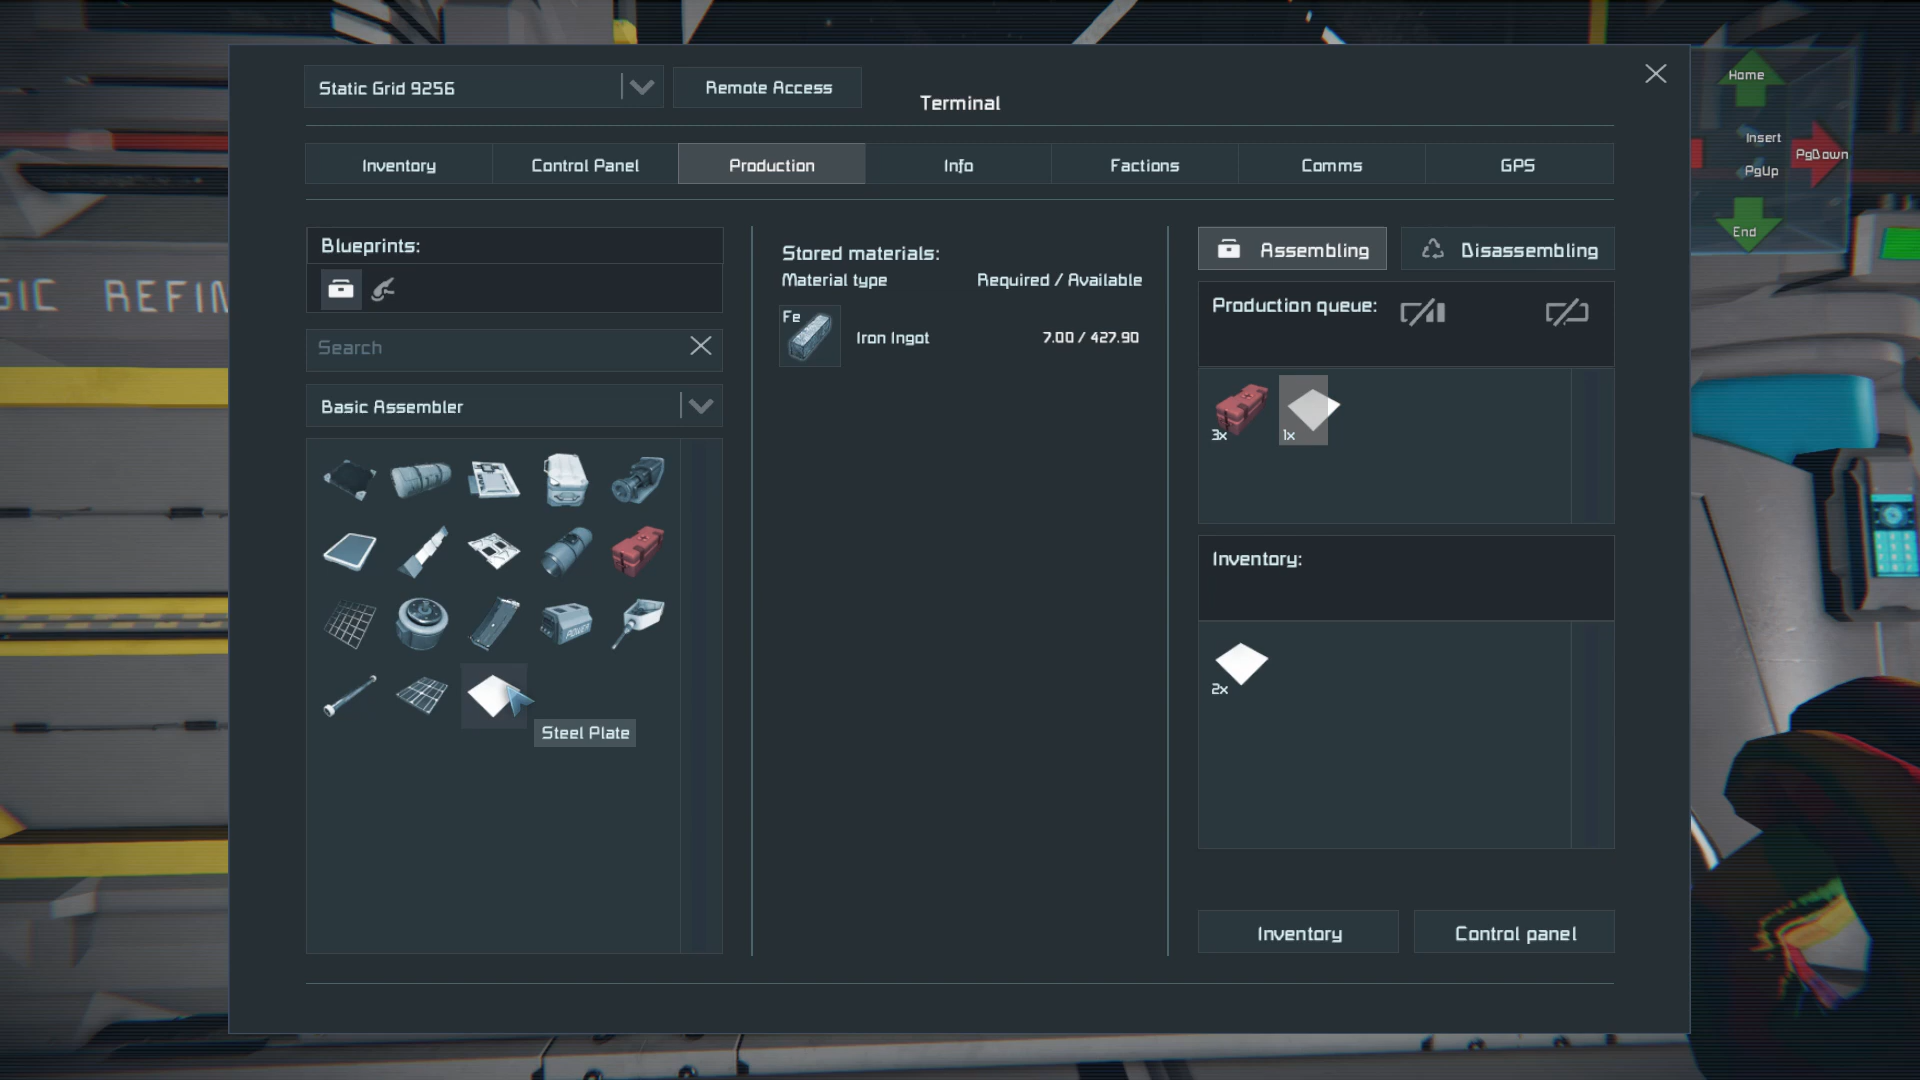 Static Grid 9256
Remote Access
Terminal
Inventory
Control Panel
Production
Info
Factions
Comms
GPS
Blueprints:
Search
Basic Assembler
Steel Plate
Stored materials:
Material type
Required / Available
Fe
Iron Ingot
7.00 / 427.90
Assembling
Disassembling
Production queue:
3x
1x
Inventory:
2x
Inventory
Control panel
Home
Insert
PgDown
PgUp
End
POWER